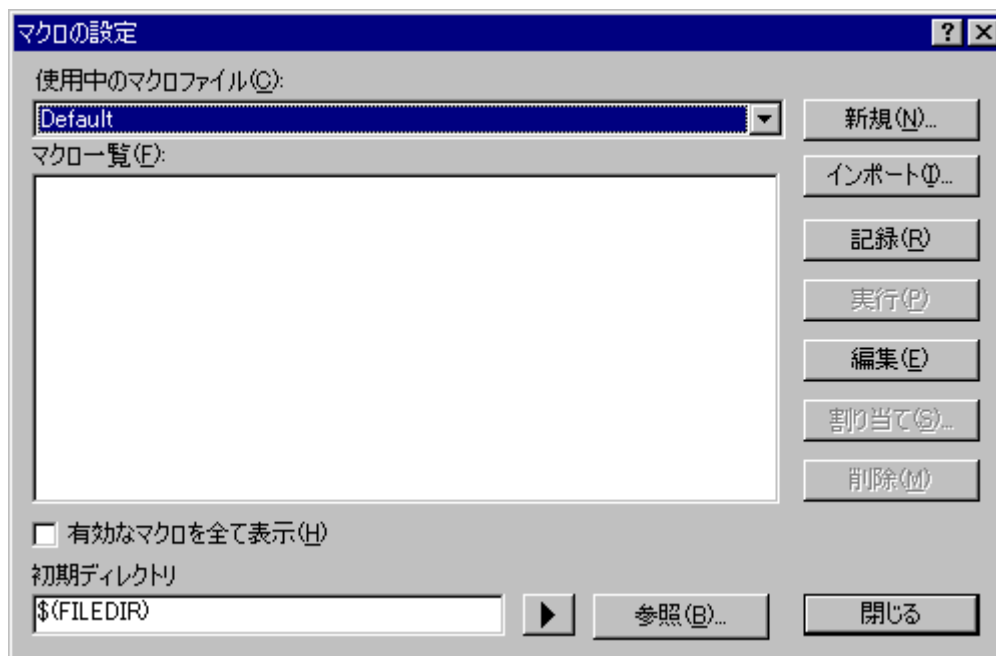 マクロの設定
使用中のマクロファイル(C):
Default
新規(N)...
マクロ一覧(F):
インポート(I)...
記録(R)
実行(P)
編集(E)
割り当て(S)...
削除(M)
有効なマクロを全て表示(H)
初期ディレクトリ
$(FILEDIR)
参照(B)...
閉じる